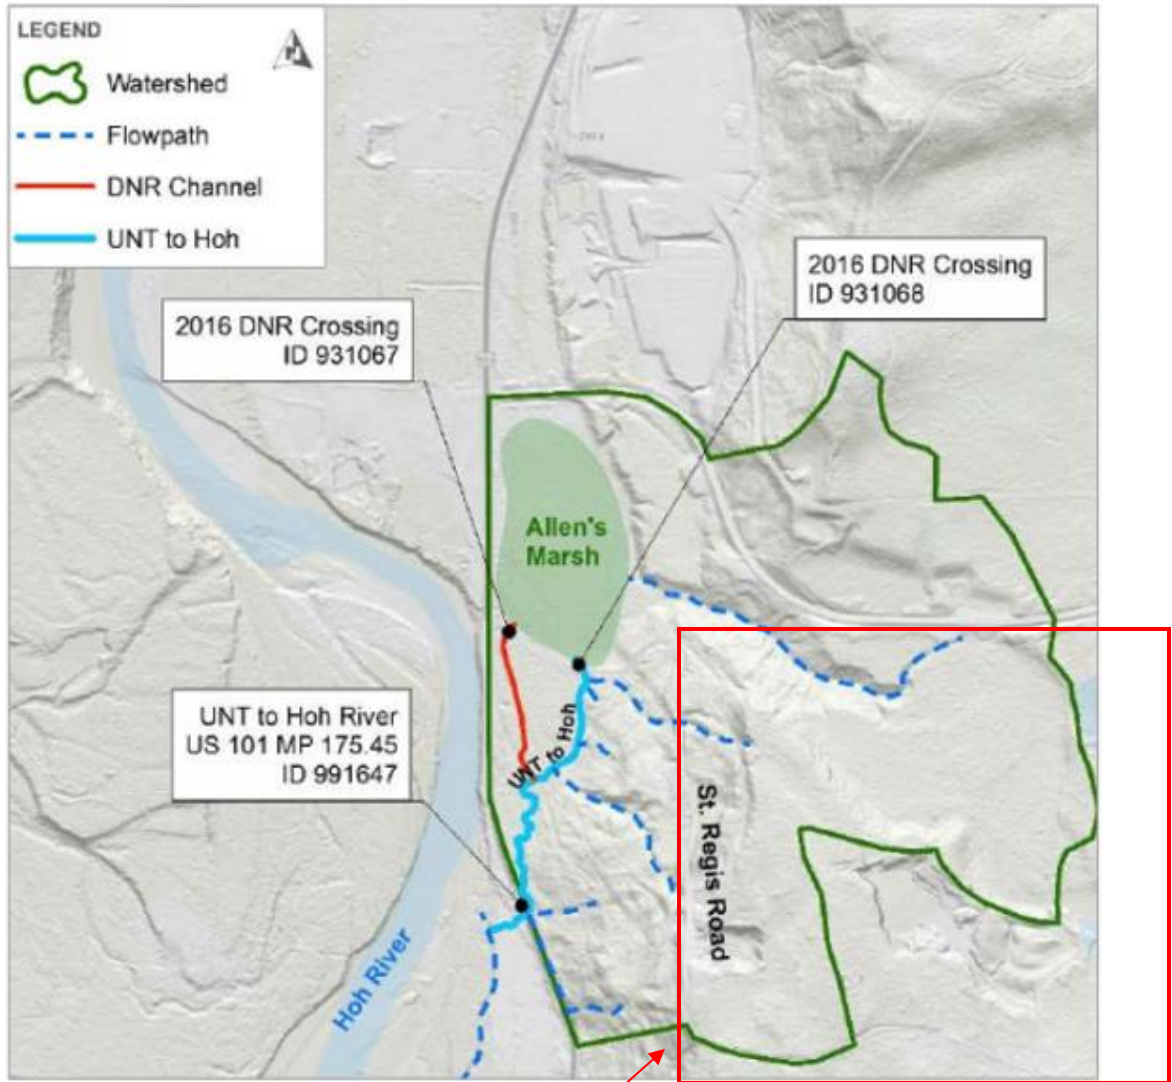 LEGEND
Watershed
Flowpath
DNR Channel
UNT to Hoh
2016 DNR Crossing
ID 931068
2016 DNR Crossing
ID 931067
Allen's
Marsh
UNT to Hoh River
US 101 MP 175.45
ID 991647
UNT to Hoh
St. Regis Road
Hoh River